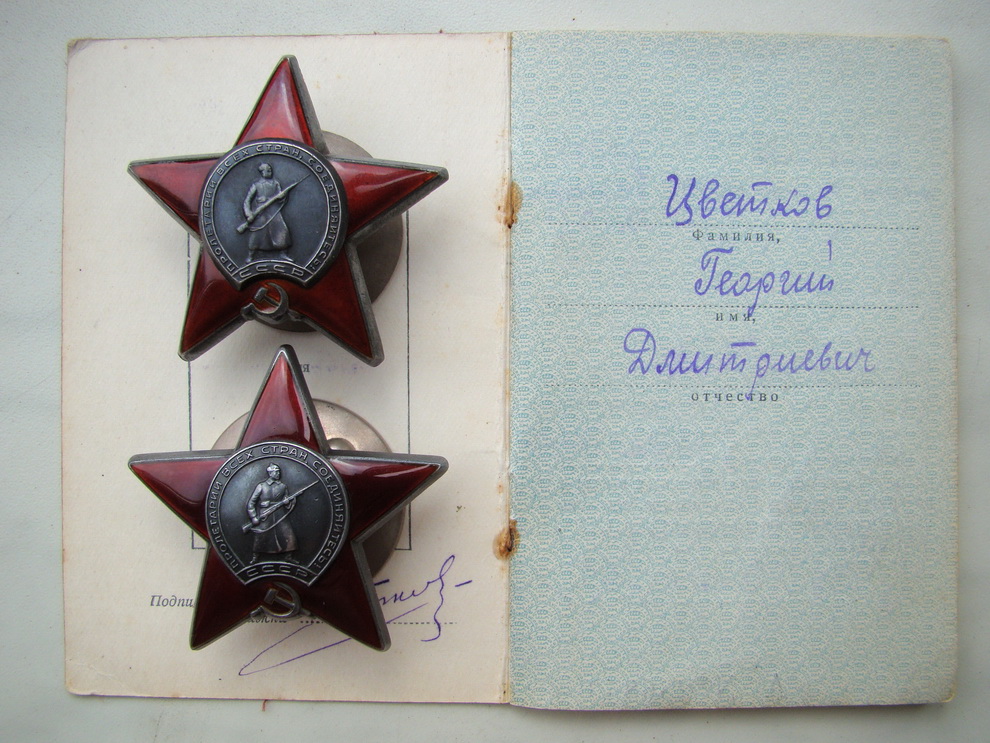 ПРОЛЕТАРИИ ВСЕХ СТРАН, СОЕДИНЯЙТЕСЬ!
СССР
ПРОЛЕТАРИИ ВСЕХ СТРАН, СОЕДИНЯЙТЕСЬ!
СССР
Подпи
Цветков
Фамилия,
Георгий
имя,
Дмитриевич
отчество